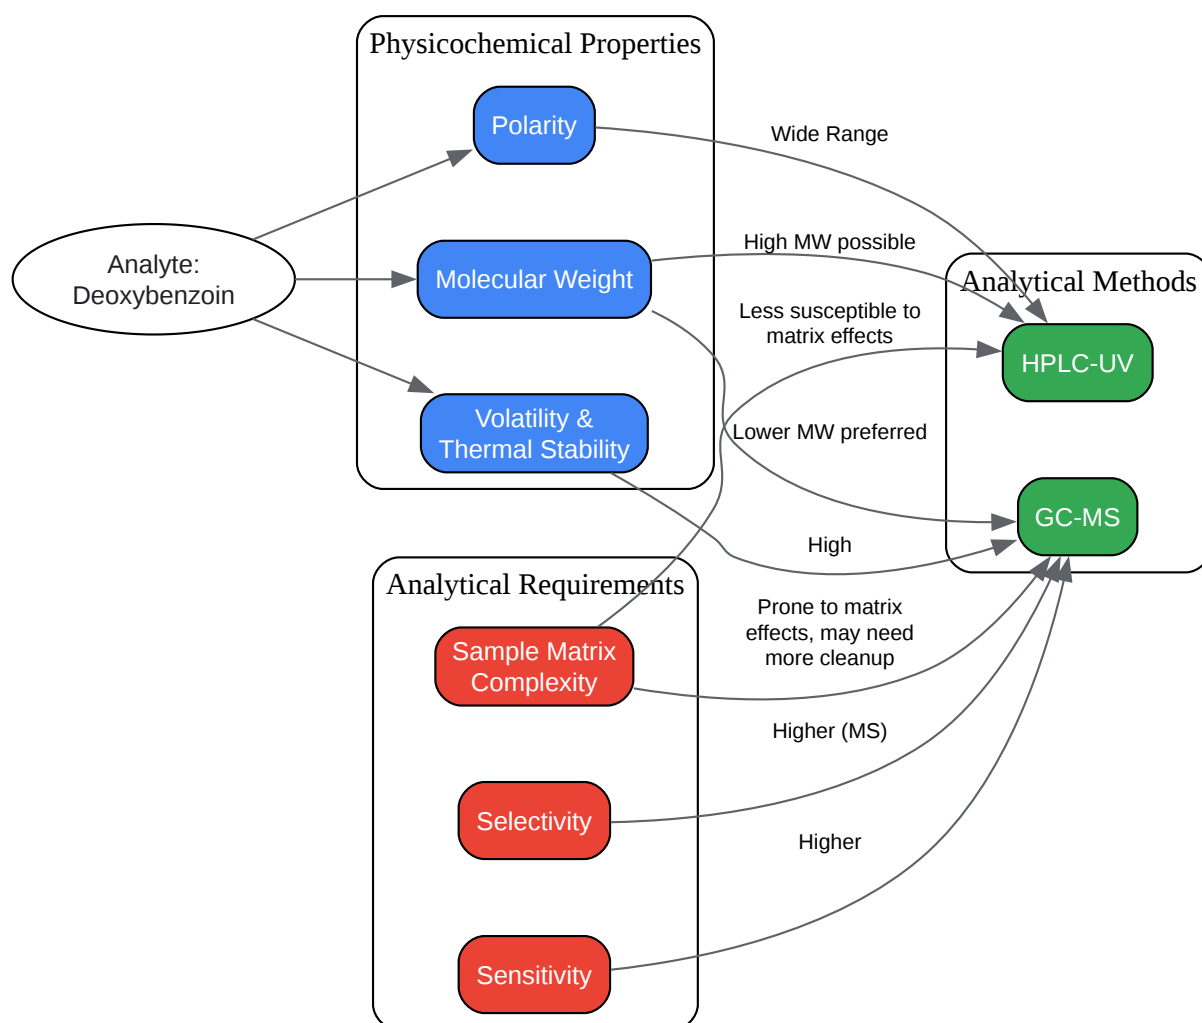 Physicochemical Properties
Polarity
Wide Range
Analyte:
Deoxybenzoin
Molecular Weight
High MW possible
Analytical Methods
Less susceptible to
matrix effects
HPLC-UV
Volatility &
Thermal Stability
Lower MW preferred
GC-MS
High
Analytical Requirements
Prone to matrix
effects, may need
more cleanup
Sample Matrix
Complexity
Higher (MS)
Selectivity
Higher
Sensitivity